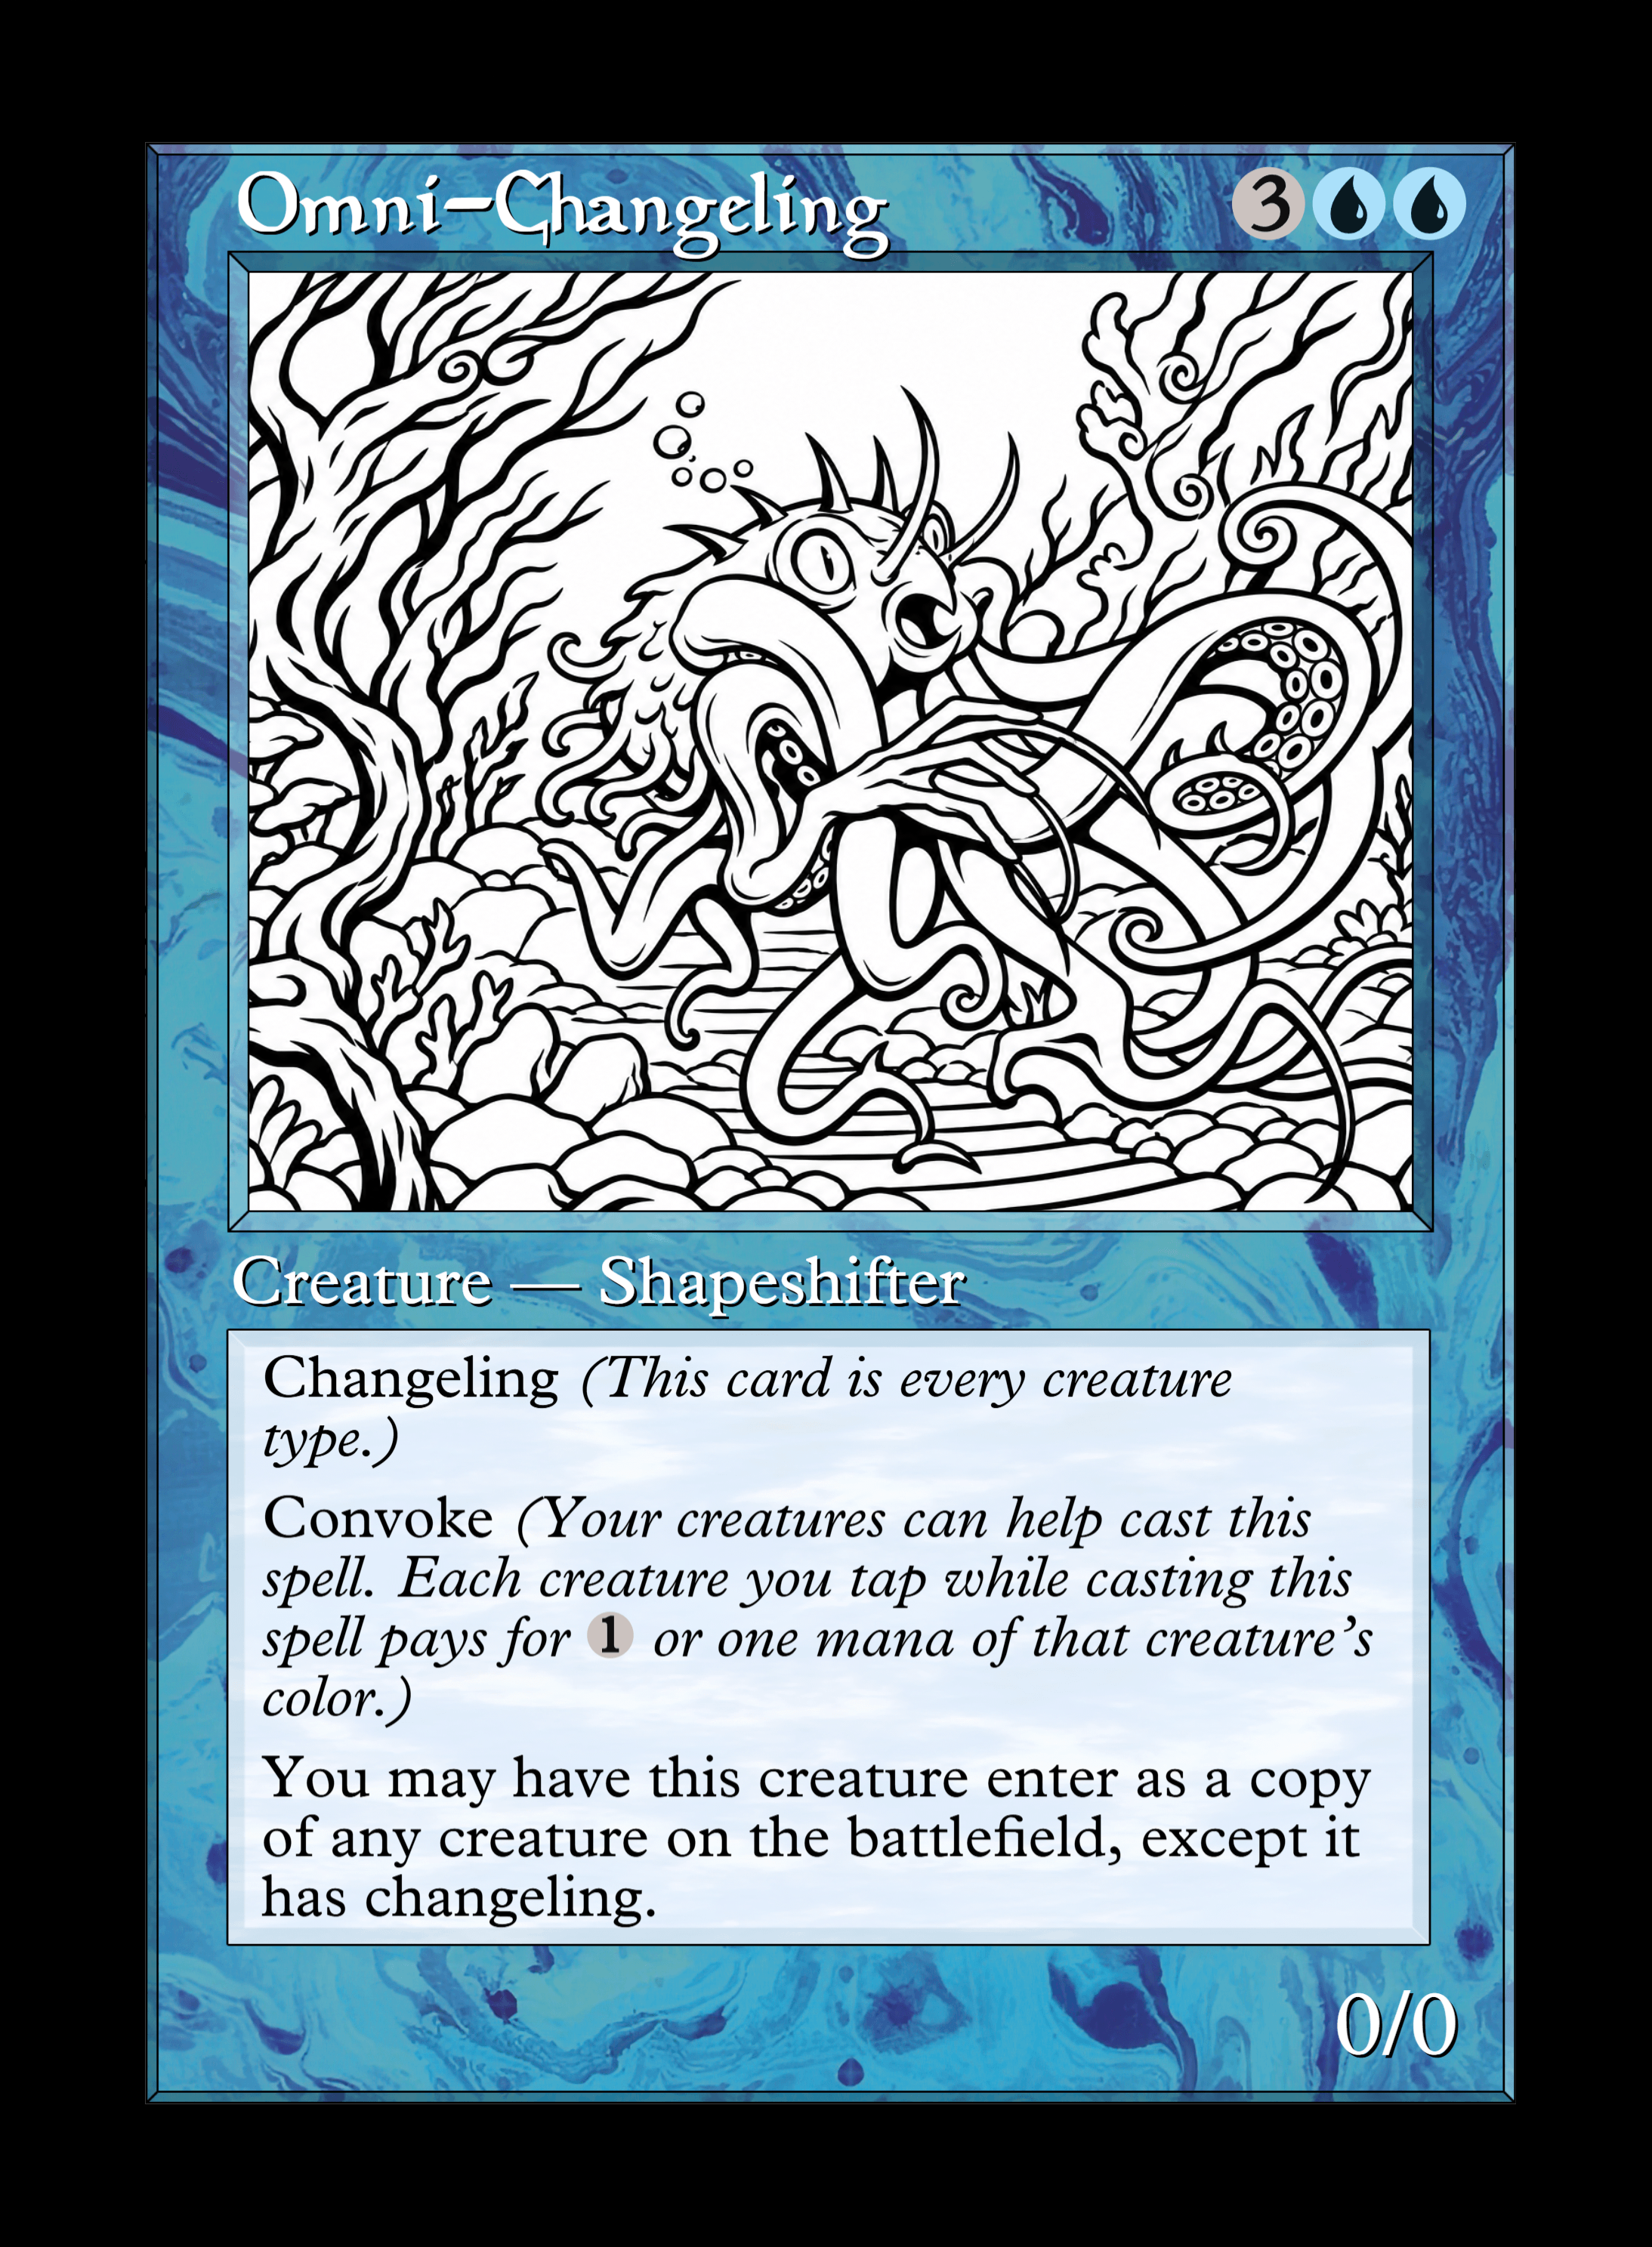 Omni-Changeling 3
Creature — Shapeshifter
Changeling (This card is every creature
type.)
Convoke (Your creatures can help cast this
spell. Each creature you tap while casting this
spell pays for 1 or one mana of that creature's
color.)
You may have this creature enter as a copy
of any creature on the battlefield, except it
has changeling.
0/0